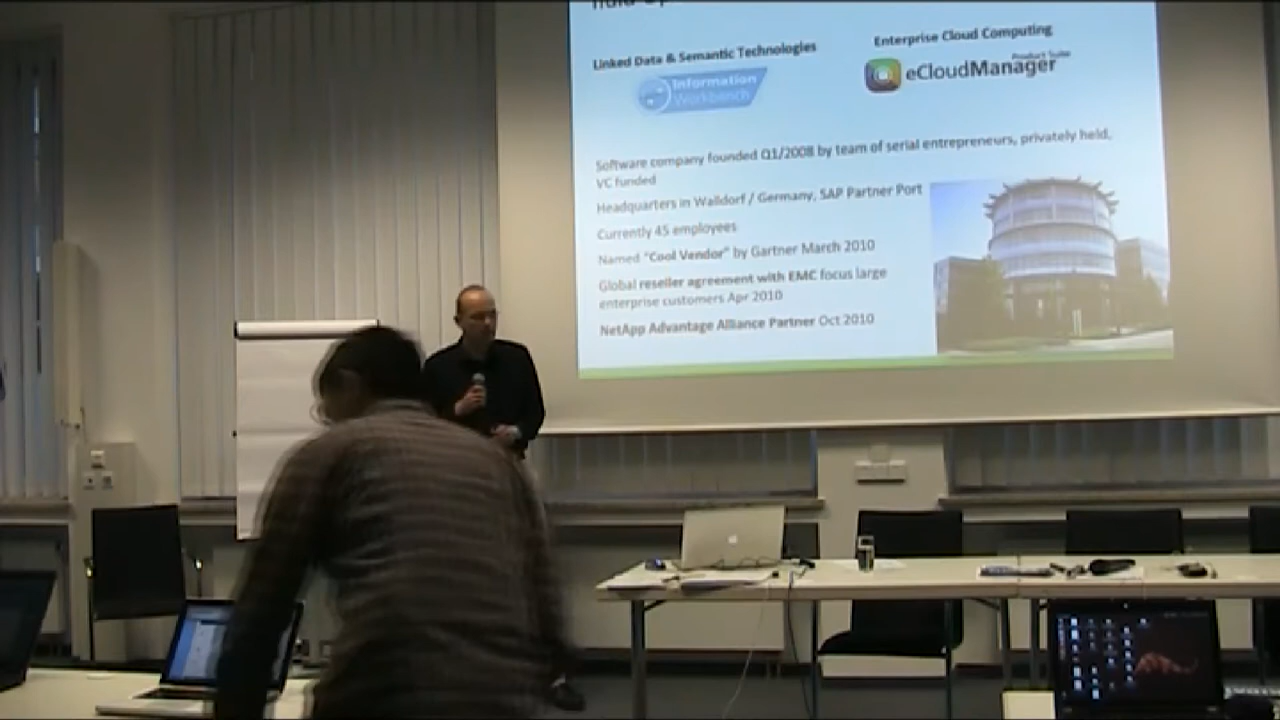 Linked Data & Semantic Technologies
Enterprise Cloud Computing
Information
Workbench
Product Suite
eCloudManager
Software company founded Q1/2008 by team of serial entrepreneurs, privately held,
VC funded
Headquarters in Walldorf / Germany, SAP Partner Port
Currently 45 employees
Named "Cool Vendor" by Gartner March 2010
Global reseller agreement with EMC focus large
enterprise customers Apr 2010
NetApp Advantage Alliance Partner Oct 2010